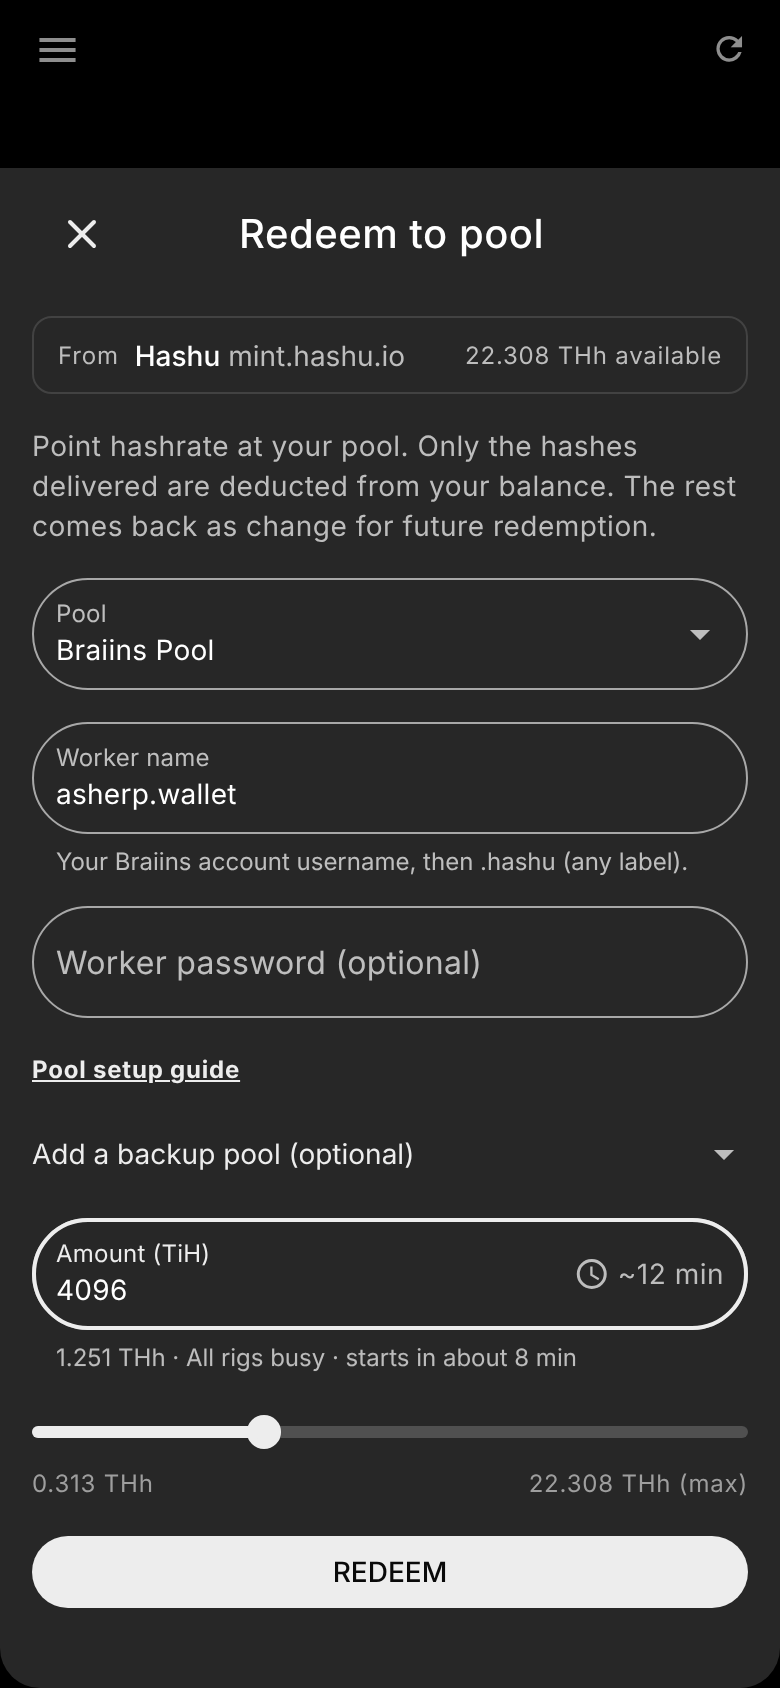 Redeem to pool
From Hashu mint.hashu.io 22.308 THh available
Point hashrate at your pool. Only the hashes
delivered are deducted from your balance. The rest
comes back as change for future redemption.
Pool
Braiins Pool
Worker name
asherp.wallet
Your Braiins account username, then .hashu (any label).
Worker password (optional)
Pool setup guide
Add a backup pool (optional)
Amount (TiH)
4096
~12 min
1.251 THh · All rigs busy · starts in about 8 min
0.313 THh 22.308 THh (max)
REDEEM